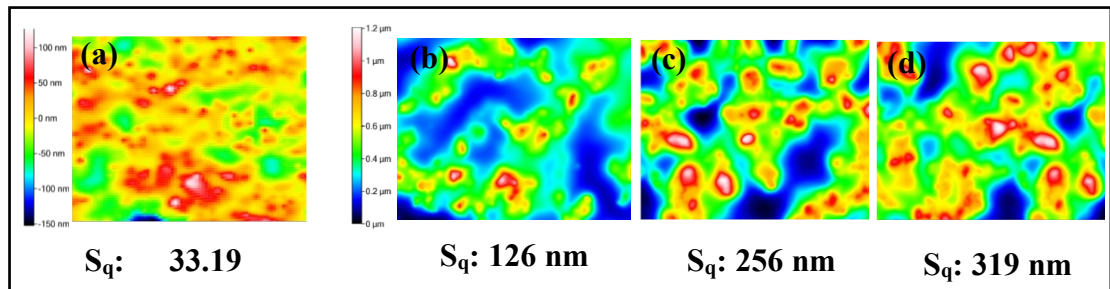 (a)
(b)
(c)
(d)
100 nm
50 nm
0 nm
-50 nm
-100 nm
-150 nm
1.2 µm
1 µm
0.8 µm
0.6 µm
0.4 µm
0.2 µm
0 µm
Sq: 33.19
Sq: 126 nm
Sq: 256 nm
Sq: 319 nm